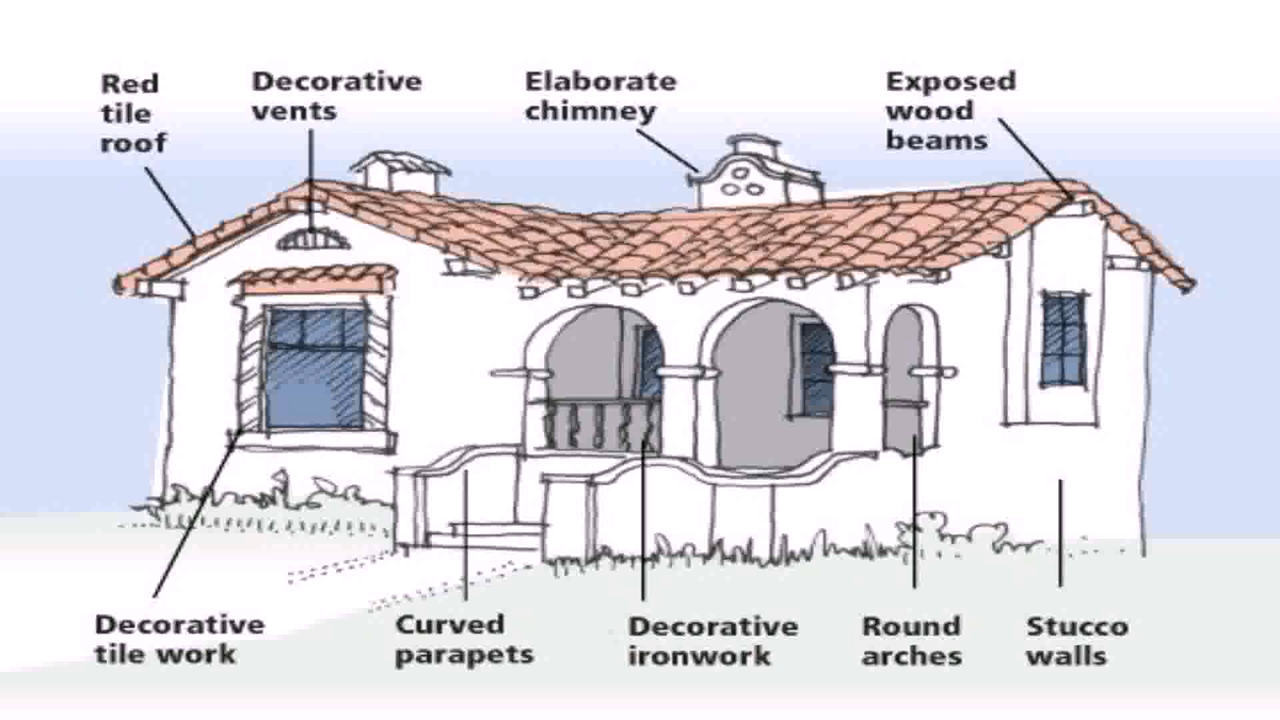 Red
tile
roof
Decorative
vents
Elaborate
chimney
Exposed
wood
beams
Decorative
tile work
Curved
parapets
Decorative
ironwork
Round
arches
Stucco
walls